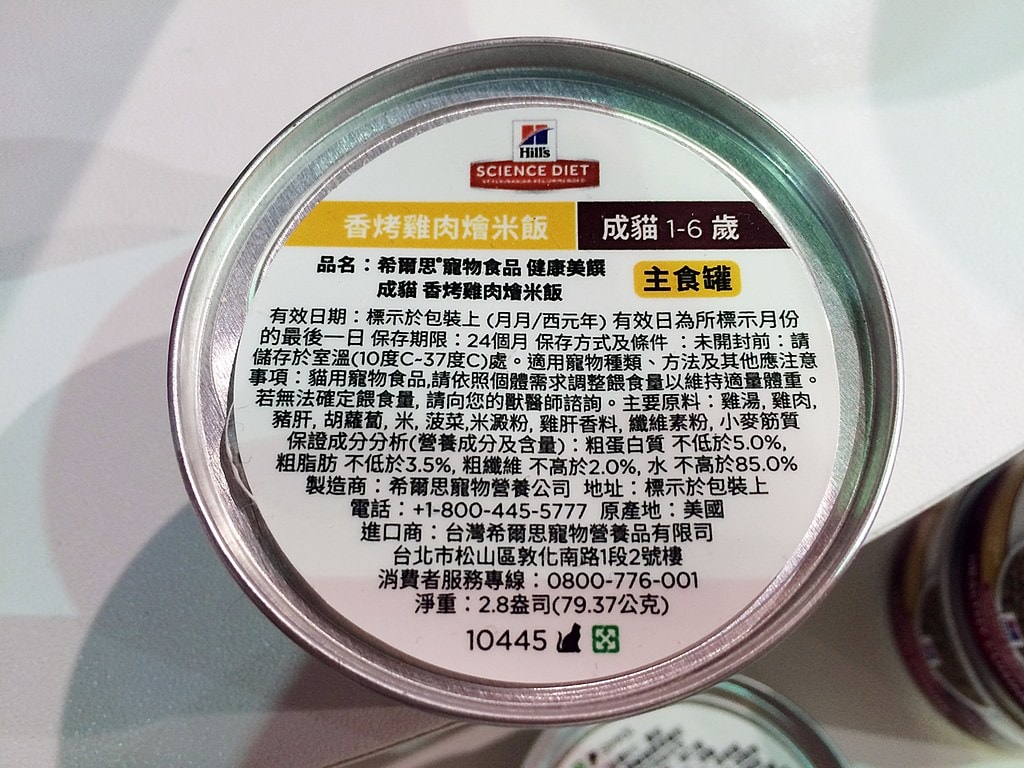 Hill's
SCIENCE DIET
VETERINARIAN RECOMMENDED
香烤雞肉燴米飯 成貓 1-6 歲
品名：希爾思®寵物食品 健康美饌
成貓 香烤雞肉燴米飯
主食罐
有效日期：標示於包裝上 (月月/西元年) 有效日為所標示月份
的最後一日 保存期限：24個月 保存方式及條件 ：未開封前：請
儲存於室溫(10度C~37度C)處。適用寵物種類、方法及其他應注意
事項：貓用寵物食品,請依照個體需求調整餵食量以維持適量體重。
若無法確定餵食量, 請向您的獸醫師諮詢。主要原料：雞湯, 雞肉,
豬肝, 胡蘿蔔, 米, 菠菜,米澱粉, 雞肝香料, 纖維素粉, 小麥筋質
保證成分分析(營養成分及含量)：粗蛋白質 不低於5.0%,
粗脂肪 不低於3.5%, 粗纖維 不高於2.0%, 水 不高於85.0%
製造商：希爾思寵物營養公司 地址：標示於包裝上
電話：+1-800-445-5777 原產地：美國
進口商：台灣希爾思寵物營養品有限司
台北市松山區敦化南路1段2號樓
消費者服務專線：0800-776-001
淨重：2.8盎司(79.37公克)
10445